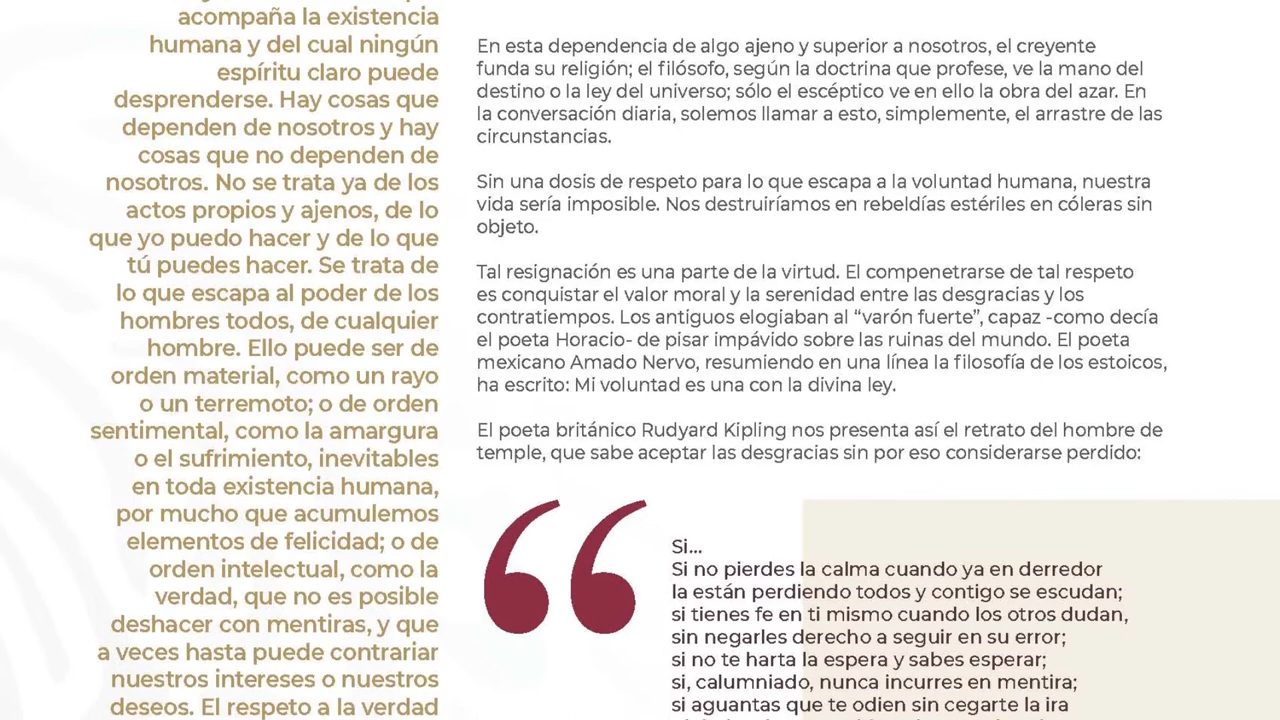 acompaña la existencia
humana y del cual ningún
espíritu claro puede
desprenderse. Hay cosas que
dependen de nosotros y hay
cosas que no dependen de
nosotros. No se trata ya de los
actos propios y ajenos, de lo
que yo puedo hacer y de lo que
tú puedes hacer. Se trata de
lo que escapa al poder de los
hombres todos, de cualquier
hombre. Ello puede ser de
orden material, como un rayo
o un terremoto; o de orden
sentimental, como la amargura
o el sufrimiento, inevitables
en toda existencia humana,
por mucho que acumulemos
elementos de felicidad; o de
orden intelectual, como la
verdad, que no es posible
deshacer con mentiras, y que
a veces hasta puede contrariar
nuestros intereses o nuestros
deseos. El respeto a la verdad
En esta dependencia de algo ajeno y superior a nosotros, el creyente
funda su religión; el filósofo, según la doctrina que profese, ve la mano del
destino o la ley del universo; sólo el escéptico ve en ello la obra del azar. En
la conversación diaria, solemos llamar a esto, simplemente, el arrastre de las
circunstancias.
Sin una dosis de respeto para lo que escapa a la voluntad humana, nuestra
vida sería imposible. Nos destruiríamos en rebeldías estériles en cóleras sin
objeto.
Tal resignación es una parte de la virtud. El compenetrarse de tal respeto
es conquistar el valor moral y la serenidad entre las desgracias y los
contratiempos. Los antiguos elogiaban al “varón fuerte”, capaz -como decía
el poeta Horacio- de pisar impávido sobre las ruinas del mundo. El poeta
mexicano Amado Nervo, resumiendo en una línea la filosofía de los estoicos,
ha escrito: Mi voluntad es una con la divina ley.
El poeta británico Rudyard Kipling nos presenta así el retrato del hombre de
temple, que sabe aceptar las desgracias sin por eso considerarse perdido:
“
Si...
Si no pierdes la calma cuando ya en derredor
la están perdiendo todos y contigo se escudan;
si tienes fe en ti mismo cuando los otros dudan,
sin negarles derecho a seguir en su error;
si no te harta la espera y sabes esperar;
si, calumniado, nunca incurres en mentira;
si aguantas que te odien sin cegarte la ira